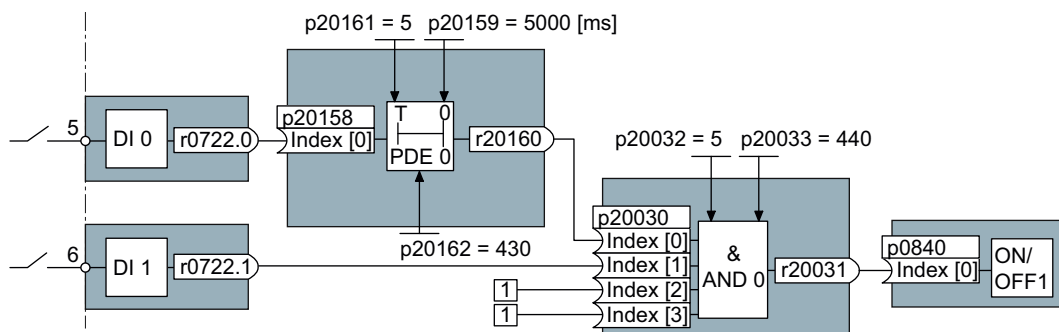 p20161 = 5
p20159 = 5000 [ms]
5
DI 0
r0722.0
p20158
Index [0]
T 0
PDE 0
r20160
p20162 = 430
p20032 = 5
p20033 = 440
6
DI 1
r0722.1
1
1
p20030
Index [0]
Index [1]
Index [2]
Index [3]
&
AND 0
r20031
p0840
Index [0]
ON/
OFF1